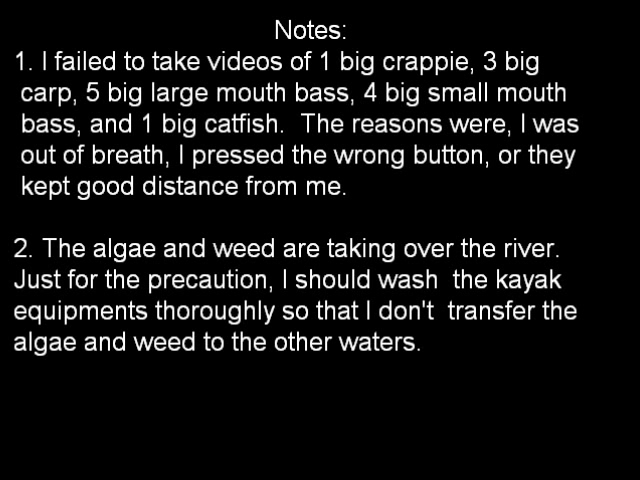 Notes:
1. I failed to take videos of 1 big crappie, 3 big
carp, 5 big large mouth bass, 4 big small mouth
bass, and 1 big catfish.  The reasons were, I was
out of breath, I pressed the wrong button, or they
kept good distance from me.
2. The algae and weed are taking over the river.
Just for the precaution, I should wash  the kayak
equipments thoroughly so that I don't  transfer the
algae and weed to the other waters.